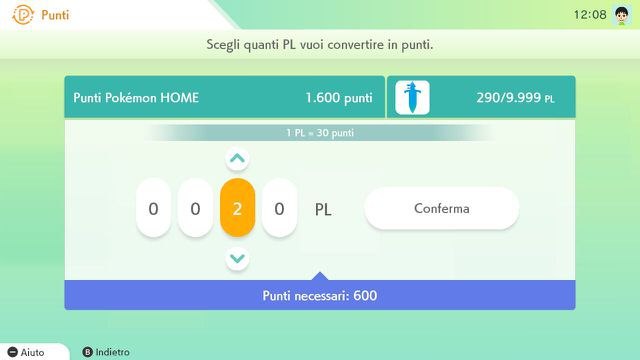 Punti
12:08
Scegli quanti PL vuoi convertire in punti.
Punti Pokémon HOME 1.600 punti 290/9.999 PL
1 PL = 30 punti
0 0 2 0 PL Conferma
Punti necessari: 600
Aiuto B Indietro